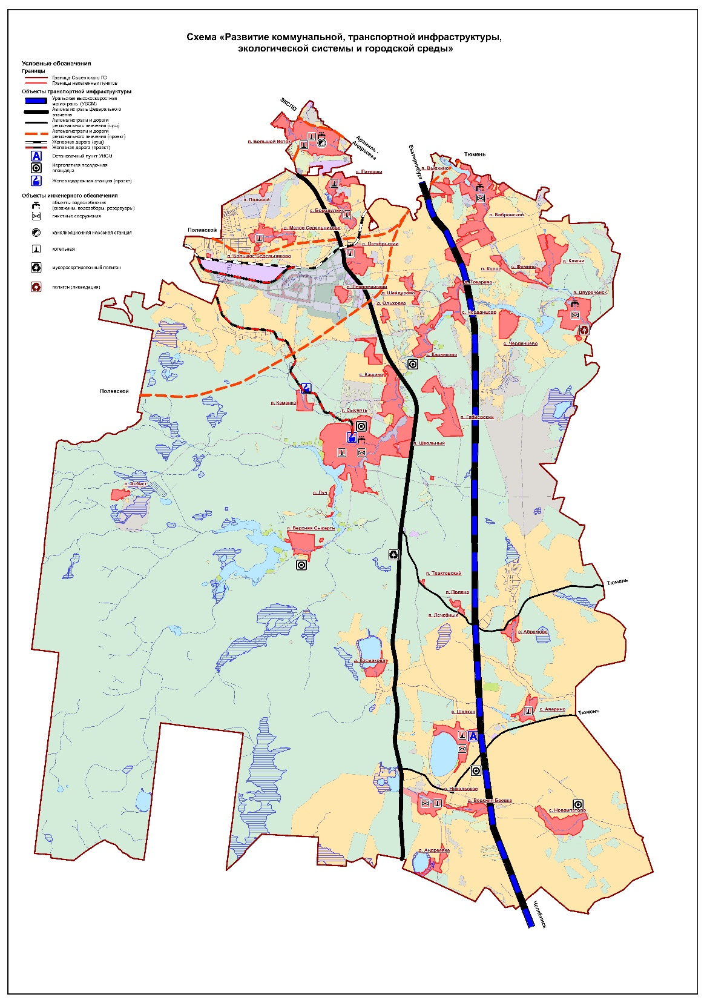 Схема «Развитие коммунальной, транспортной инфраструктуры,
экологической системы и городской среды»
Условные обозначения
Границы
Граница Сысертского ГО
Границы населенных пунктов
Объекты транспортной инфраструктуры
Уральская высокоскоростная
магистраль (УВСМ)
Автомагистраль федерального
значения
Автомагистрали и дороги
регионального значения (сущ)
Автомагистрали и дороги
регионального значения (проект)
Железная дорога (сущ)
Железная дорога (проект)
А
Остановочный пункт УВСМ
Вертолетная посадочная
площадка
Железнодорожная станция (проект)
Объекты инженерного обеспечения
объекты водоснабжения
(скважины, водозаборы, резервуары)
очистные сооружения
канализационная насосная станция
котельная
мусоросортировочный полигон
полигон (ликвидация)
ЭКСПО
п. Большой Исток
Арамиль -
Андреевка
Екатеринбург
Тюмень
п. Вьюхино
с. Патруши
п. Полевой
с. Бородулино
п. Бобровский
Полевской
д. Малое Седельниково
п. Октябрьский
д. Большое Седельниково
д. Ключи
п. Колос
с. Фомино
д. Токарево
п. Первомайский
д. Шайдурово
п. Двуреченск
д. Ольховка
с. Черданцево
с. Черданцево
с. Кадниково
с. Кашино
Полевской
п. Каменка
г. Сысерть
п. Габиевский
п. Школьный
п. Асбест
п. Луч
п. Верхняя Сысерть
п. Трактовский
Тюмень
п. Поляна
п. Лечебный
с. Абрамово
д. Космакова
с. Щелкун
с. Аверино
Тюмень
А
с. Никольское
д. Верхняя Боевка
с. Новоипатово
д. Андреевка
Челябинск